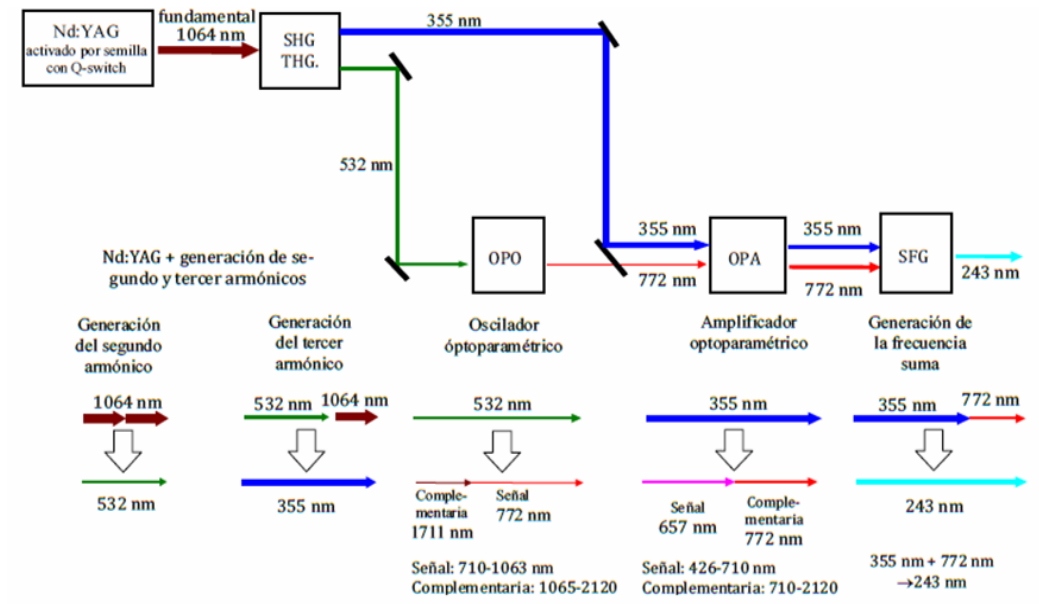 Nd:YAG
activado por semilla
con Q-switch
fundamental
1064 nm
SHG
THG.
355 nm
532 nm
OPO
355 nm
772 nm
OPA
355 nm
772 nm
SFG
243 nm
Nd:YAG + generación de se-
gundo y tercer armónicos
Generación
del segundo
armónico
1064 nm
532 nm
Generación
del tercer
armónico
532 nm 1064 nm
355 nm
Oscilador
óptoparamétrico
532 nm
Comple-
mentaria
1711 nm
Señal
772 nm
Señal: 710-1063 nm
Complementaria: 1065-2120
Amplificador
optoparamétrico
355 nm
Señal
657 nm
Comple-
mentaria
772 nm
Señal: 426-710 nm
Complementaria: 710-2120
Generación de
la frecuencia
suma
355 nm 772 nm
243 nm
355 nm + 772 nm
→243 nm